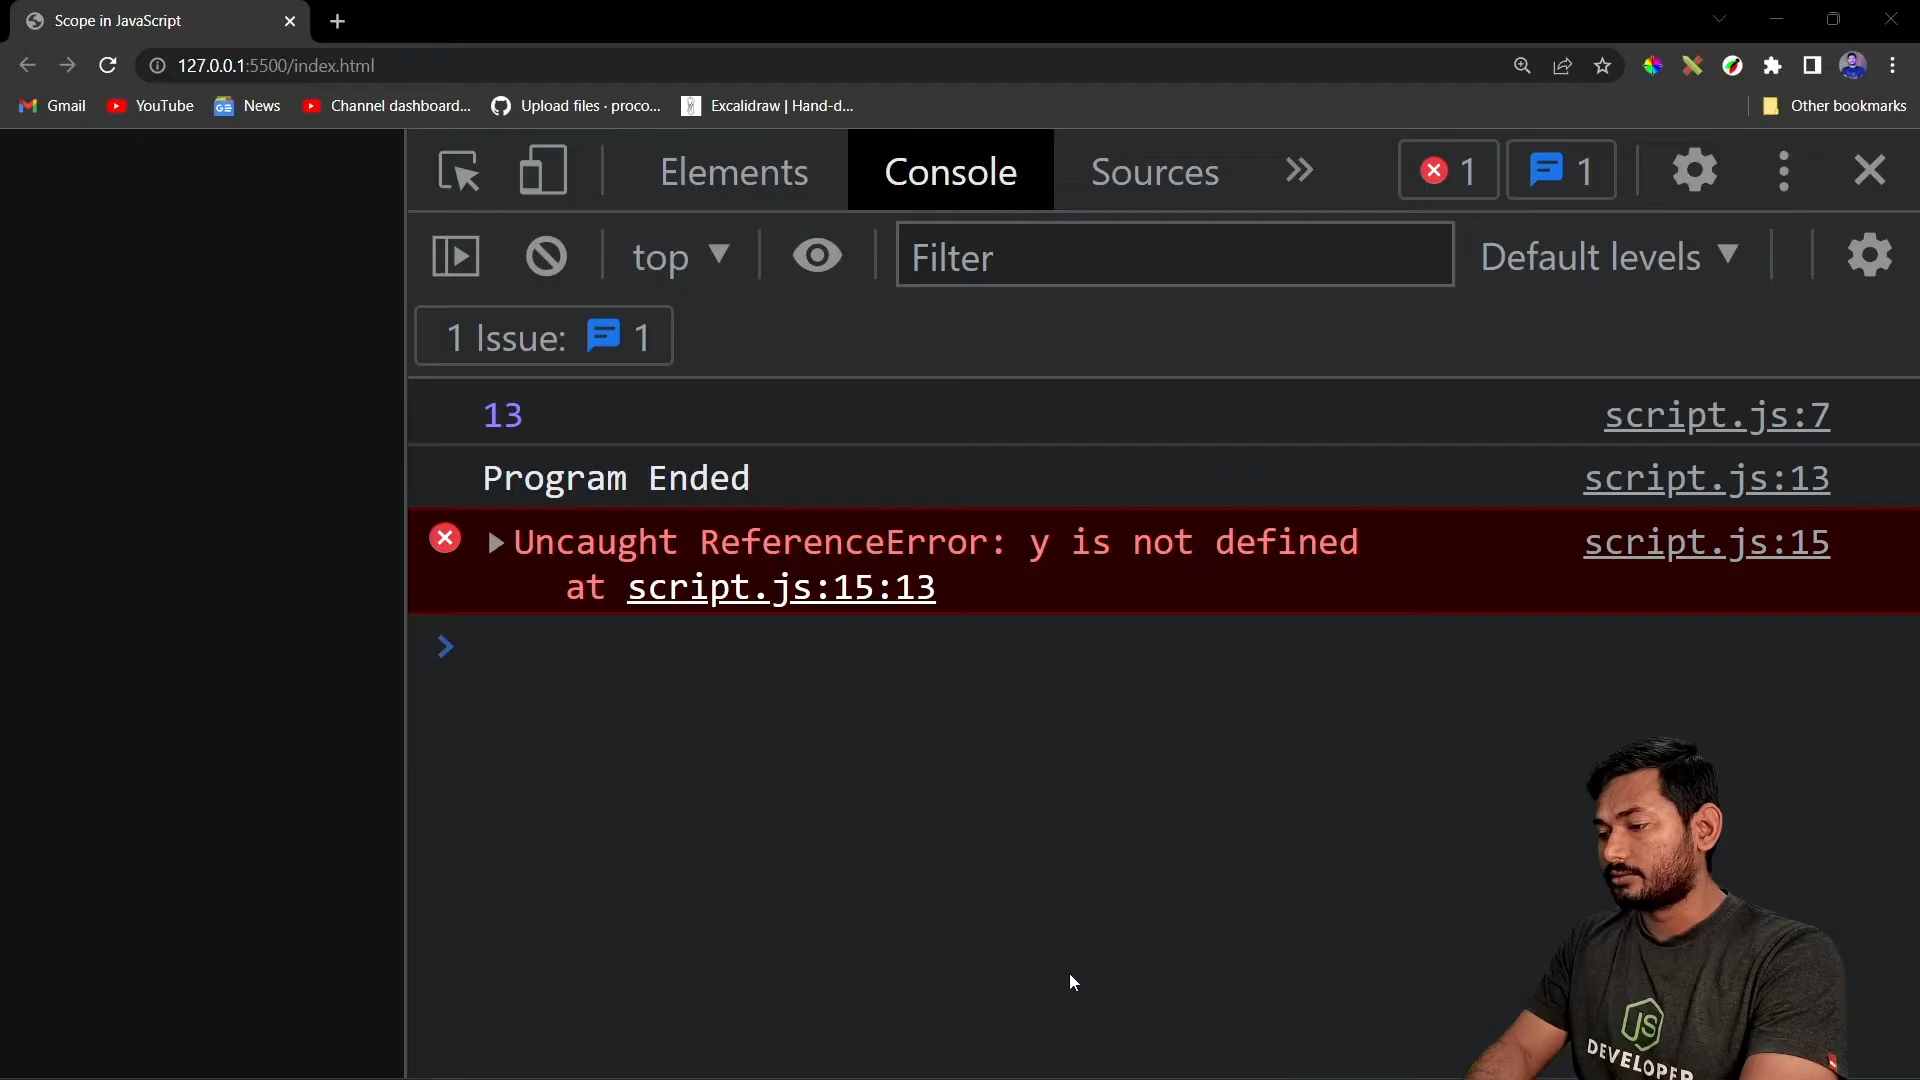 Scope in JavaScript
127.0.0.1:5500/index.html
Gmail YouTube News Channel dashboard... Upload files · proco... Excalidraw | Hand-d... Other bookmarks
Elements Console Sources 1 1
top Filter Default levels
1 Issue: 1
13 script.js:7
Program Ended script.js:13
Uncaught ReferenceError: y is not defined script.js:15
at script.js:15:13
JS
DEVELOPER